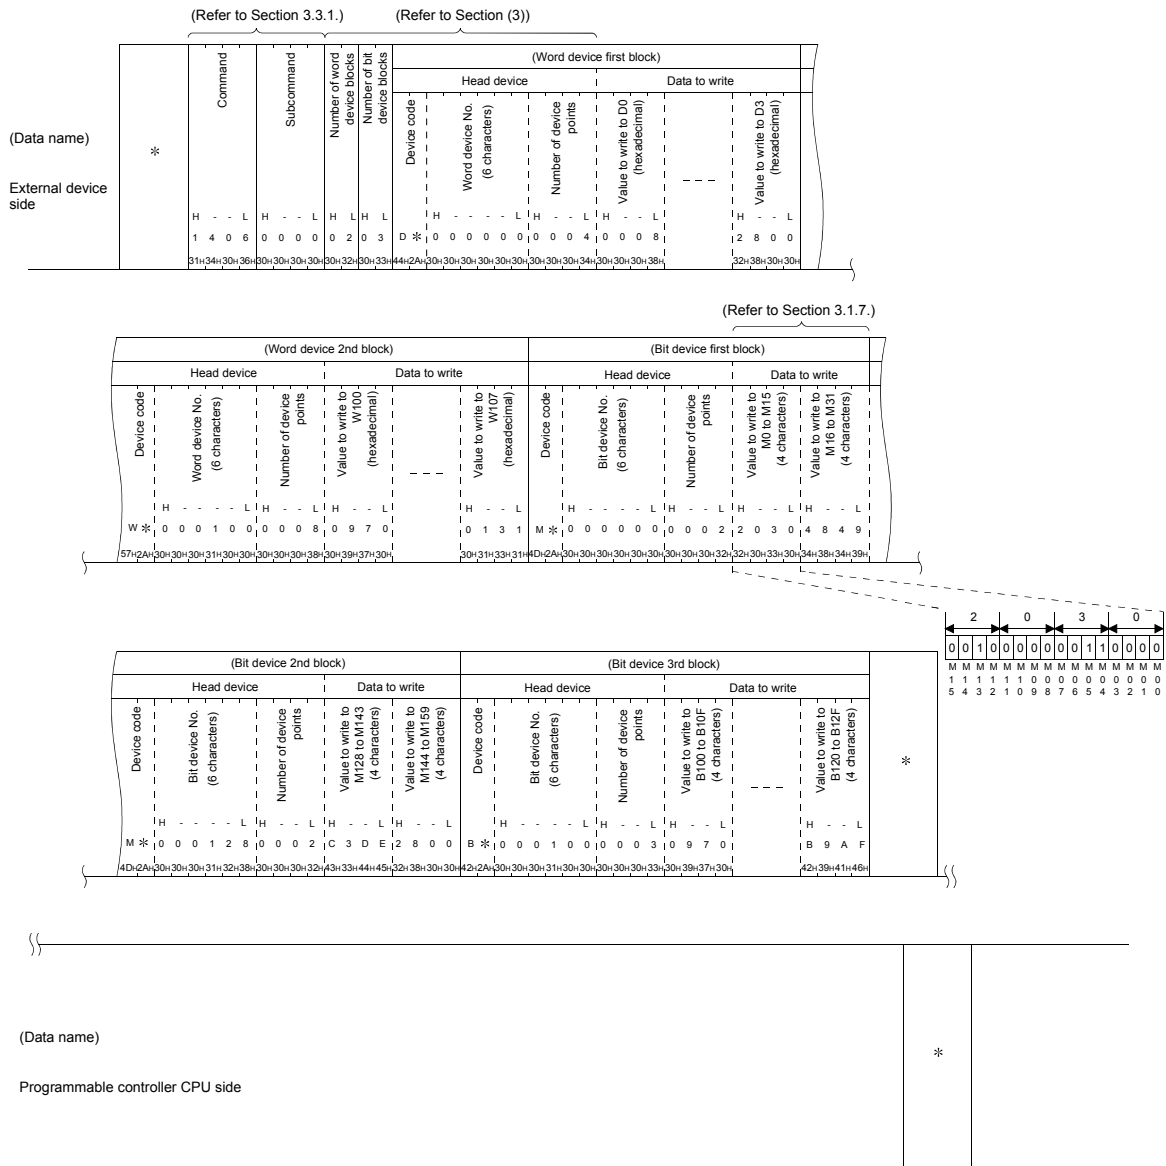 (Refer to Section 3.3.1.) (Refer to Section (3))
(Word device first block)
Head device Data to write
(Data name)
External device
side
*
Command
Subcommand
Number of word
device blocks
Number of bit
device blocks
Device code
Word device No.
(6 characters)
Number of device
points
Value to write to D0
(hexadecimal)
Value to write to D3
(hexadecimal)
H - - L H - - L H L H L H - - - - L H - - L H - - L H - - L
1 4 0 6 0 0 0 0 0 2 0 3 D * 0 0 0 0 0 0 0 0 0 4 0 0 0 8 2 8 0 0
31H 34H 30H 36H 30H 30H 30H 30H 30H 32H 30H 33H 44H 2AH 30H 30H 30H 30H 30H 30H 30H 30H 30H 34H 30H 30H 30H 38H 32H 38H 30H 30H
(Refer to Section 3.1.7.)
(Word device 2nd block) (Bit device first block)
Head device Data to write Head device Data to write
Device code
Word device No.
(6 characters)
Number of device
points
Value to write to
W100
(hexadecimal)
Value to write to
W107
(hexadecimal)
Device code
Bit device No.
(6 characters)
Number of device
points
Value to write to
M0 to M15
(4 characters)
Value to write to
M16 to M31
(4 characters)
H - - - - L H - - L H - - L H - - L H - - - - L H - - L H - - L H - - L
W * 0 0 0 1 0 0 0 0 0 8 0 9 7 0 0 1 3 1 M * 0 0 0 0 0 0 0 0 0 2 2 0 3 0 4 8 4 9
57H 2AH 30H 30H 30H 31H 30H 30H 30H 30H 30H 38H 30H 39H 37H 30H 30H 31H 33H 31H 4DH 2AH 30H 30H 30H 30H 30H 30H 30H 30H 30H 32H 32H 30H 33H 30H 34H 38H 34H 39H
2 0 3 0
0 0 1 0 0 0 0 0 0 0 1 1 0 0 0 0
M M M M M M M M M M M M M M M M
1 1 1 1 1 1 0 0 0 0 0 0 0 0 0 0
5 4 3 2 1 0 9 8 7 6 5 4 3 2 1 0
(Bit device 2nd block) (Bit device 3rd block)
Head device Data to write Head device Data to write
Device code
Bit device No.
(6 characters)
Number of device
points
Value to write to
M128 to M143
(4 characters)
Value to write to
M144 to M159
(4 characters)
Device code
Bit device No.
(6 characters)
Number of device
points
Value to write to
B100 to B10F
(4 characters)
Value to write to
B120 to B12F
(4 characters)
*
H - - - - L H - - L H - - L H - - L H - - - - L H - - L H - - L H - - L
M * 0 0 0 1 2 8 0 0 0 2 C 3 D E 2 8 0 0 B * 0 0 0 1 0 0 0 0 0 3 0 9 7 0 B 9 A F
4DH 2AH 30H 30H 30H 31H 32H 38H 30H 30H 30H 32H 43H 33H 44H 45H 32H 38H 30H 30H 42H 2AH 30H 30H 30H 31H 30H 30H 30H 30H 30H 33H 30H 39H 37H 30H 42H 39H 41H 46H
(Data name)
*
Programmable controller CPU side